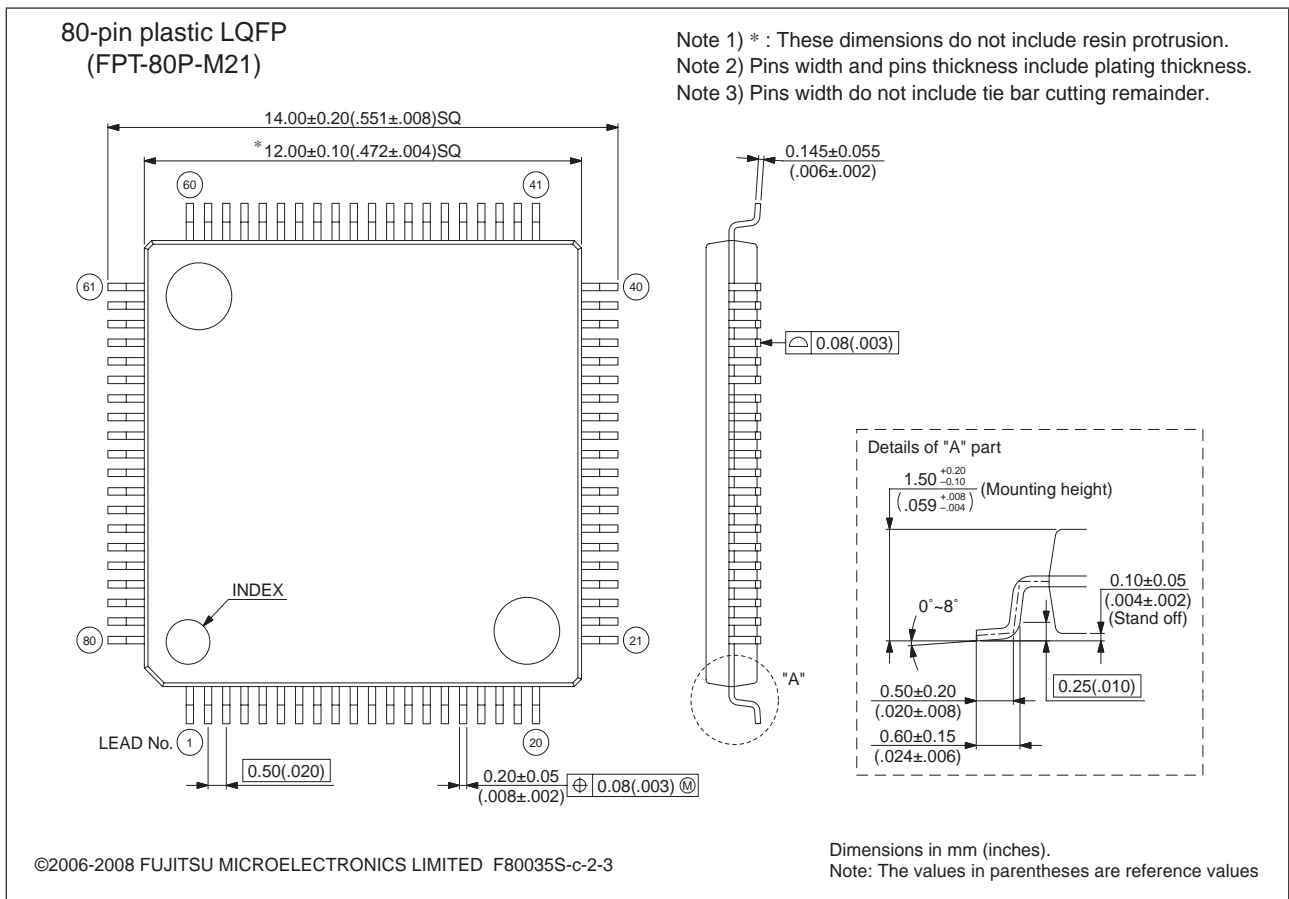 80-pin plastic LQFP
(FPT-80P-M21)
Note 1) * : These dimensions do not include resin protrusion.
Note 2) Pins width and pins thickness include plating thickness.
Note 3) Pins width do not include tie bar cutting remainder.
14.00±0.20(.551±.008)SQ
*12.00±0.10(.472±.004)SQ
0.145±0.055
(.006±.002)
60
41
61
40
0.08(.003)
Details of "A" part
1.50 +0.20 –0.10 (Mounting height)
(.059 +.008 –.004)
0.10±0.05
(.004±.002)
(Stand off)
0˚~8˚
INDEX
80
21
"A"
0.25(.010)
0.50±0.20
(.020±.008)
0.60±0.15
(.024±.006)
LEAD No. 1
20
0.50(.020)
0.20±0.05
(.008±.002)
⌖ 0.08(.003) Ⓜ
©2006-2008 FUJITSU MICROELECTRONICS LIMITED F80035S-c-2-3
Dimensions in mm (inches).
Note: The values in parentheses are reference values